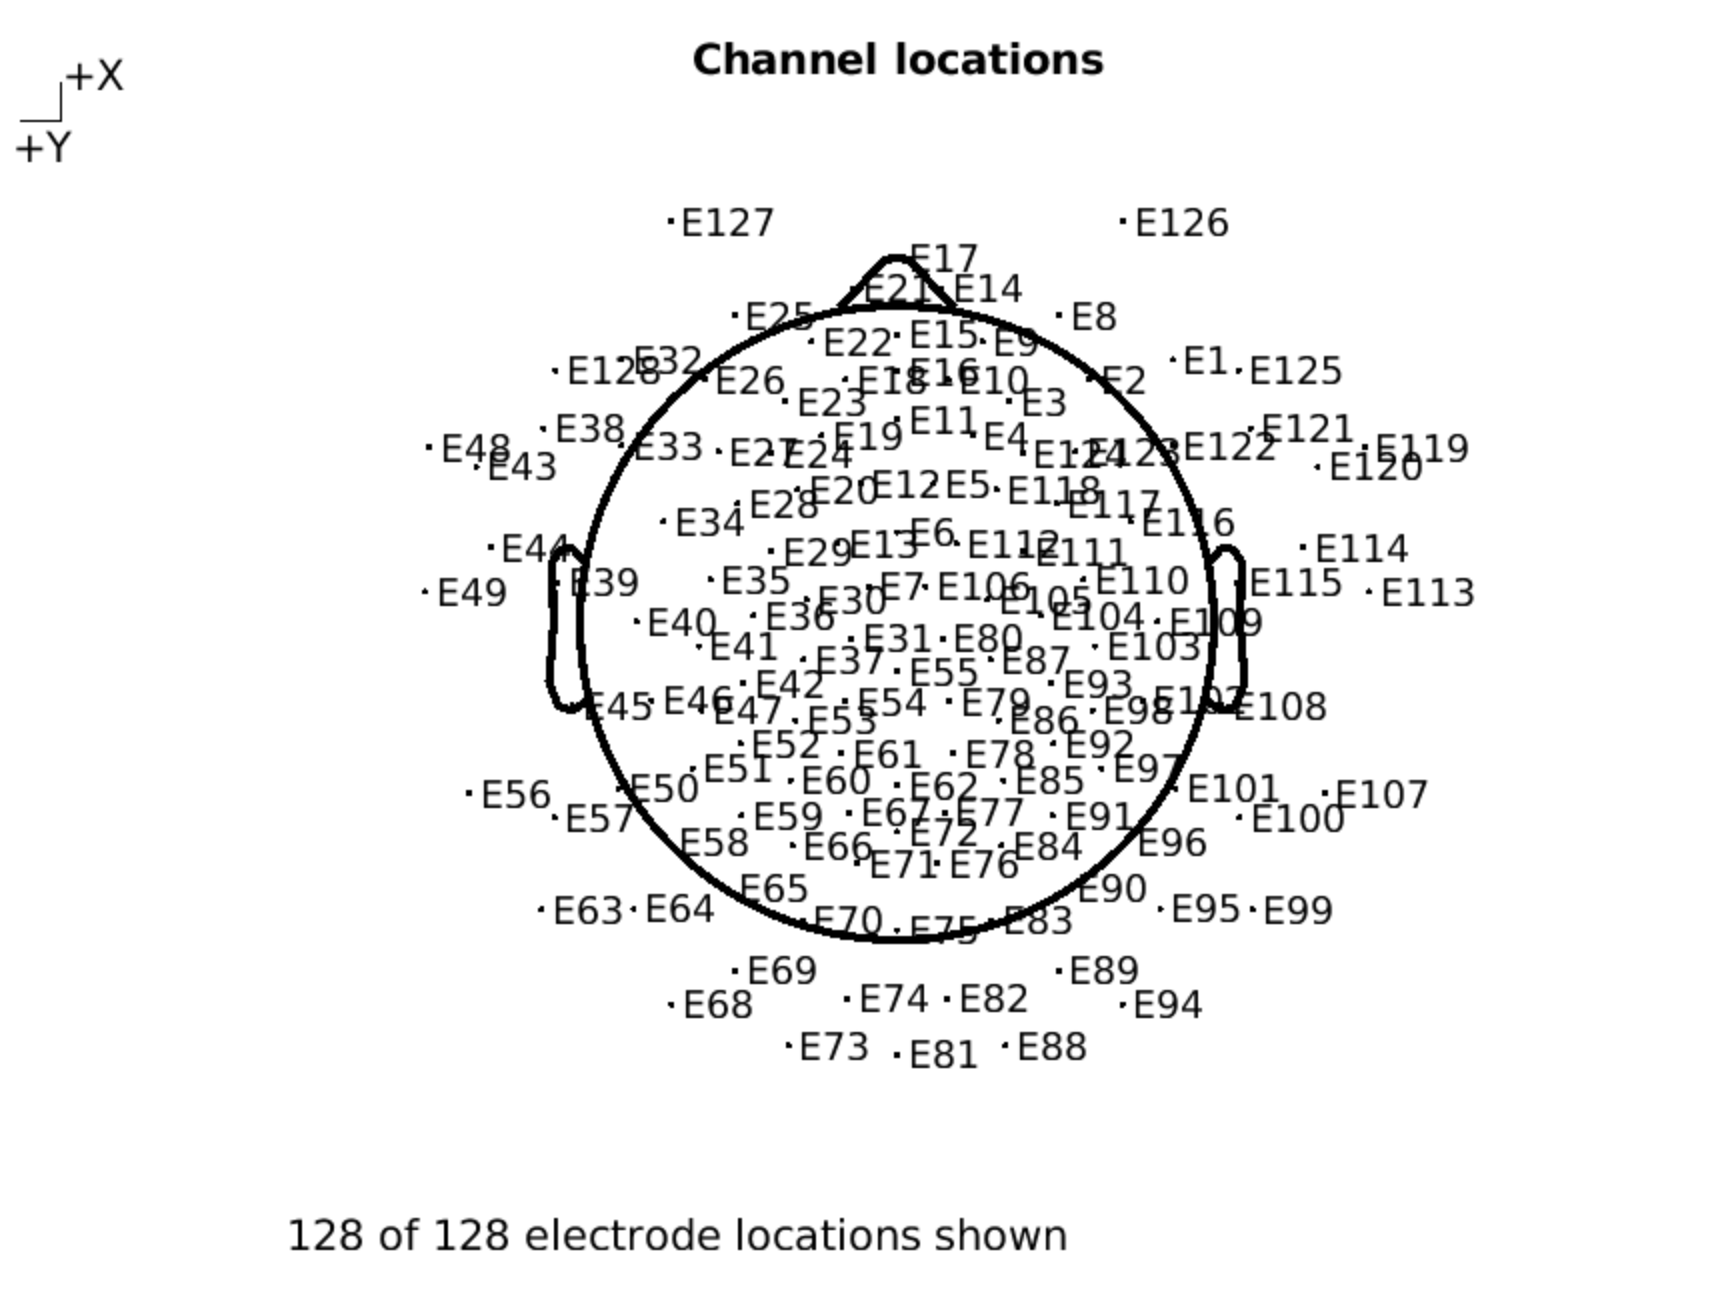 Channel locations
+X
+Y
E127 E126
E17
E21 E14
E25 E8
E22 E15 E9
E128 E32 E26 E18 E16 E10 E2 E1 E125
E23 E3
E11
E48 E38 E33 E27 E24 E19 E4 E124 E123 E122 E121 E119
E43 E120
E28 E20 E12 E5 E118 E117
E34 E116
E44 E29 E13 E6 E112 E111 E114
E49 E39 E35 E30 E7 E106 E105 E110 E115 E113
E40 E36 E104 E109
E41 E31 E80 E103
E37 E55 E87
E42 E93
E45 E46 E47 E54 E79 E98 E102 E108
E53 E86
E52 E61 E78 E92
E51 E60 E62 E85 E97
E56 E50 E101 E107
E57 E59 E67 E77 E91 E100
E58 E66 E72 E84 E96
E71 E76
E65 E90
E63 E64 E70 E75 E83 E95 E99
E69 E89
E68 E74 E82 E94
E73 E81 E88
128 of 128 electrode locations shown